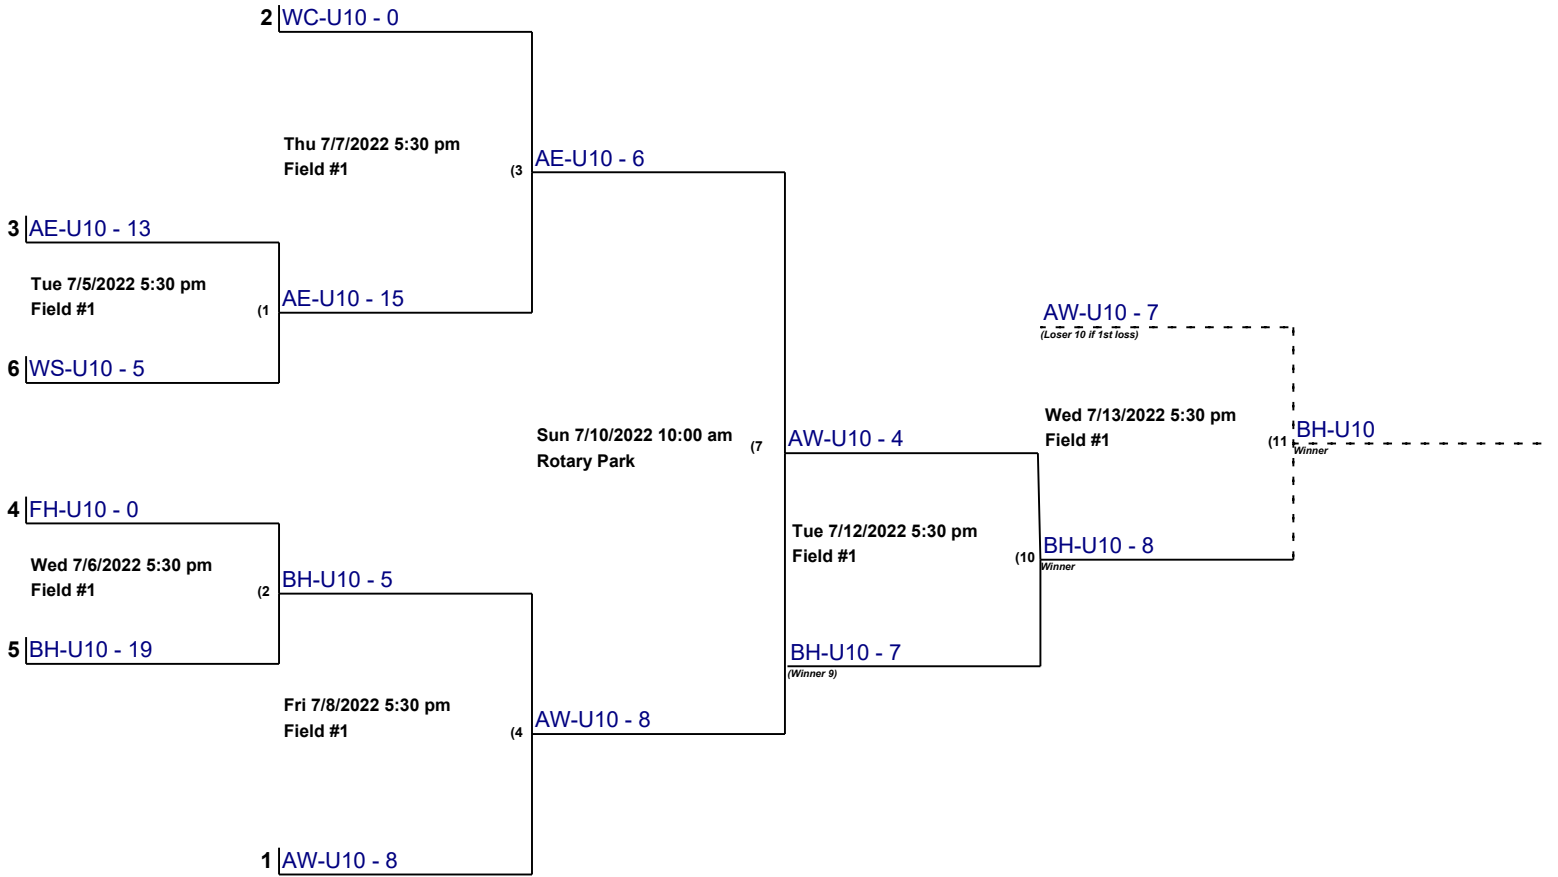 2 WC-U10 - 0
Thu 7/7/2022 5:30 pm
Field #1
(3
AE-U10 - 6
3 AE-U10 - 13
Tue 7/5/2022 5:30 pm
Field #1
(1
AE-U10 - 15
6 WS-U10 - 5
AW-U10 - 7
(Loser 10 if 1st loss)
Wed 7/13/2022 5:30 pm
Field #1
(11
BH-U10
Winner
Sun 7/10/2022 10:00 am
Rotary Park
(7
AW-U10 - 4
4 FH-U10 - 0
Wed 7/6/2022 5:30 pm
Field #1
(2
BH-U10 - 5
Tue 7/12/2022 5:30 pm
Field #1
(10
BH-U10 - 8
Winner
5 BH-U10 - 19
BH-U10 - 7
(Winner 9)
Fri 7/8/2022 5:30 pm
Field #1
(4
AW-U10 - 8
1 AW-U10 - 8